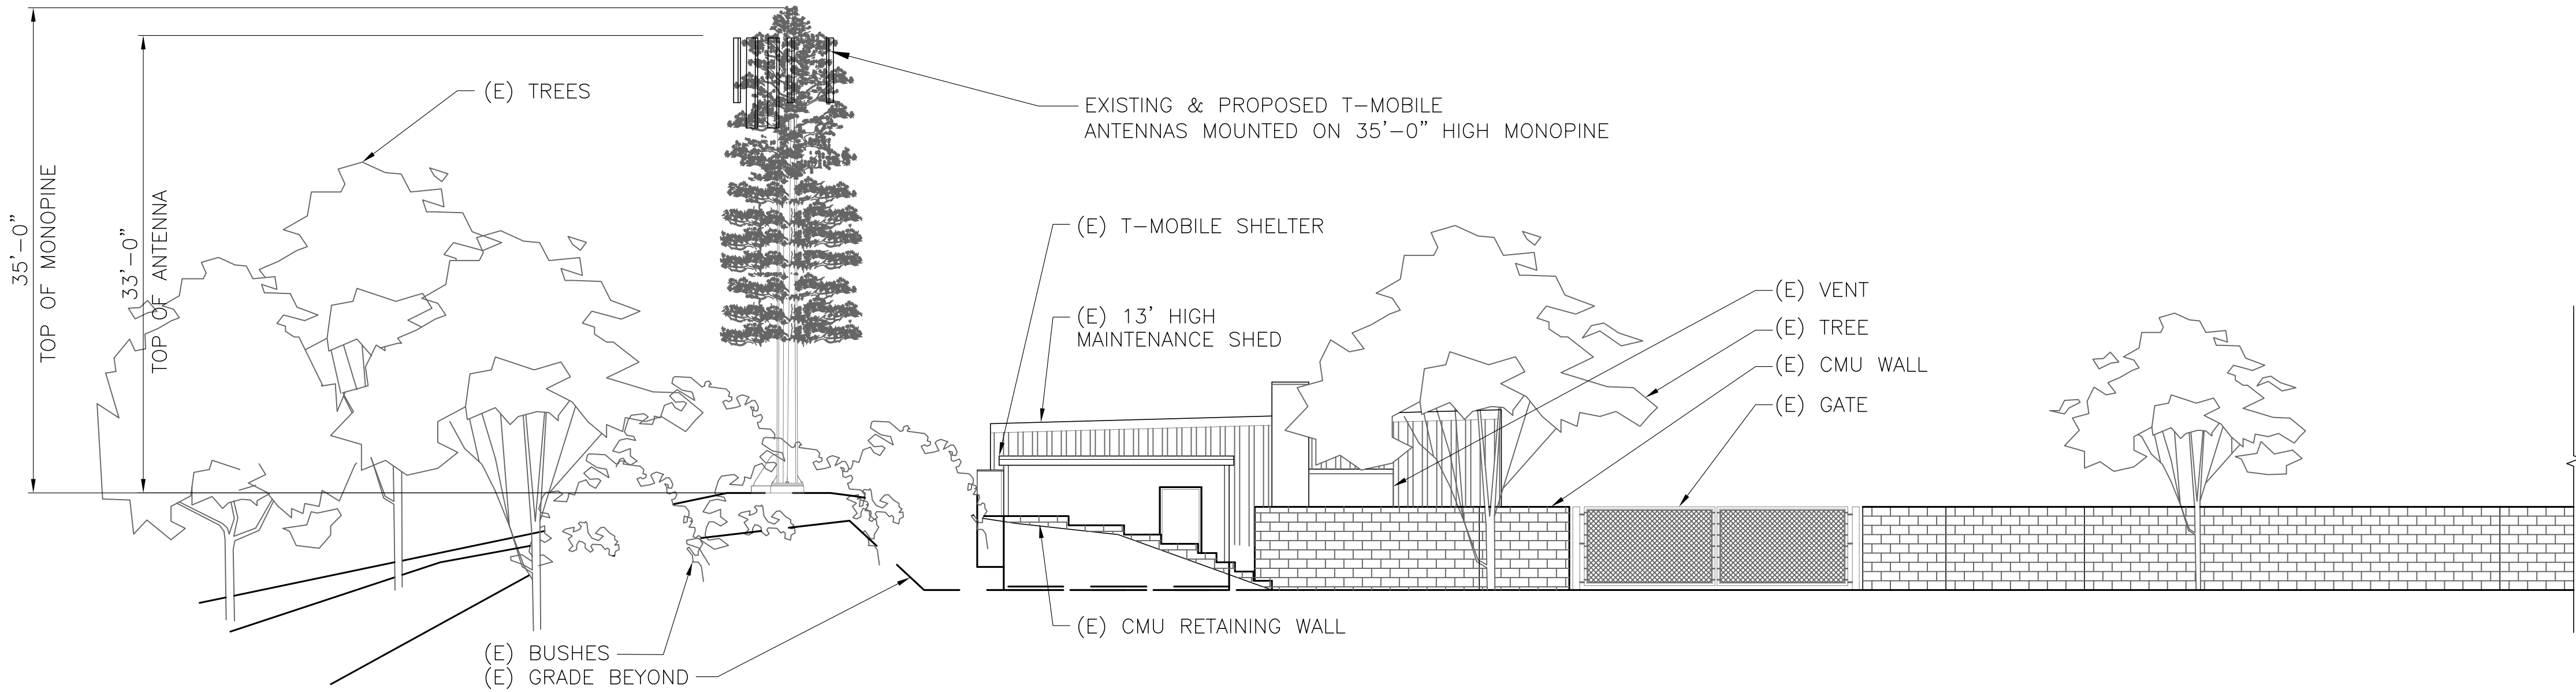 35'-0"
TOP OF MONOPINE
33'-0"
TOP OF ANTENNA
(E) TREES
EXISTING & PROPOSED T-MOBILE
ANTENNAS MOUNTED ON 35'-0" HIGH MONOPINE
(E) T-MOBILE SHELTER
(E) 13' HIGH
MAINTENANCE SHED
(E) VENT
(E) TREE
(E) CMU WALL
(E) GATE
(E) CMU RETAINING WALL
(E) BUSHES
(E) GRADE BEYOND